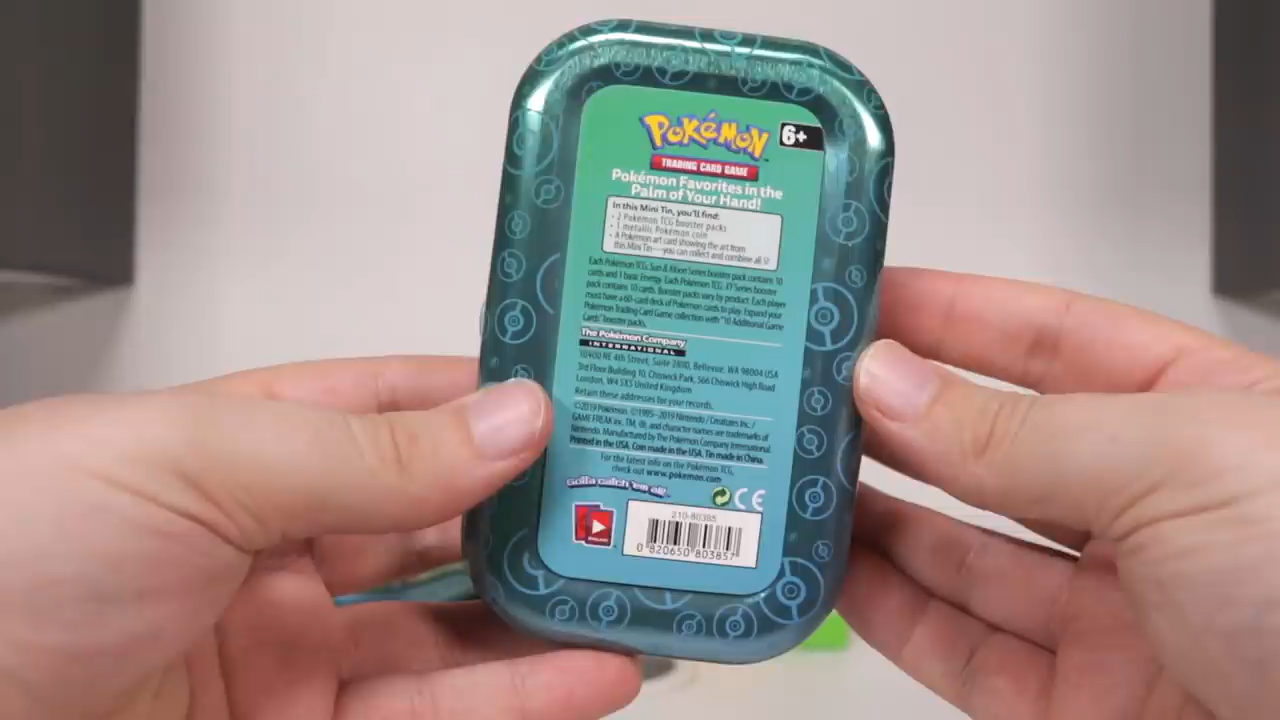 POKéMON
6+
TRADING CARD GAME
Pokémon Favorites in the
Palm of Your Hand!
In this Mini Tin, you'll find:
• 2 Pokémon TCG booster packs
• 1 metallic Pokémon coin
• A Pokémon art card showing the art from
this Mini Tin—you can collect and combine all 5!
Each Pokémon TCG: Sun & Moon Series booster pack contains 10
cards and 1 basic Energy. Each Pokémon TCG: XY Series booster
pack contains 10 cards. Booster packs vary by product. Each player
must have a 60-card deck of Pokémon cards to play. Expand your
Pokémon Trading Card Game collection with "10 Additional Game
Cards" booster packs.
The Pokémon Company
INTERNATIONAL
10400 NE 4th Street, Suite 2800, Bellevue, WA 98004 USA
3rd Floor Building 10, Chiswick Park, 566 Chiswick High Road
London, W4 5XS United Kingdom
Retain these addresses for your records.
©2019 Pokémon. ©1995–2019 Nintendo / Creatures Inc. /
GAME FREAK inc. TM, ®, and character names are trademarks of
Nintendo. Manufactured by The Pokémon Company International.
Printed in the USA. Coin made in the USA. Tin made in China.
For the latest info on the Pokémon TCG,
check out www.pokemon.com
Gotta catch 'em all!
CE
210-80385
0 820650 803857